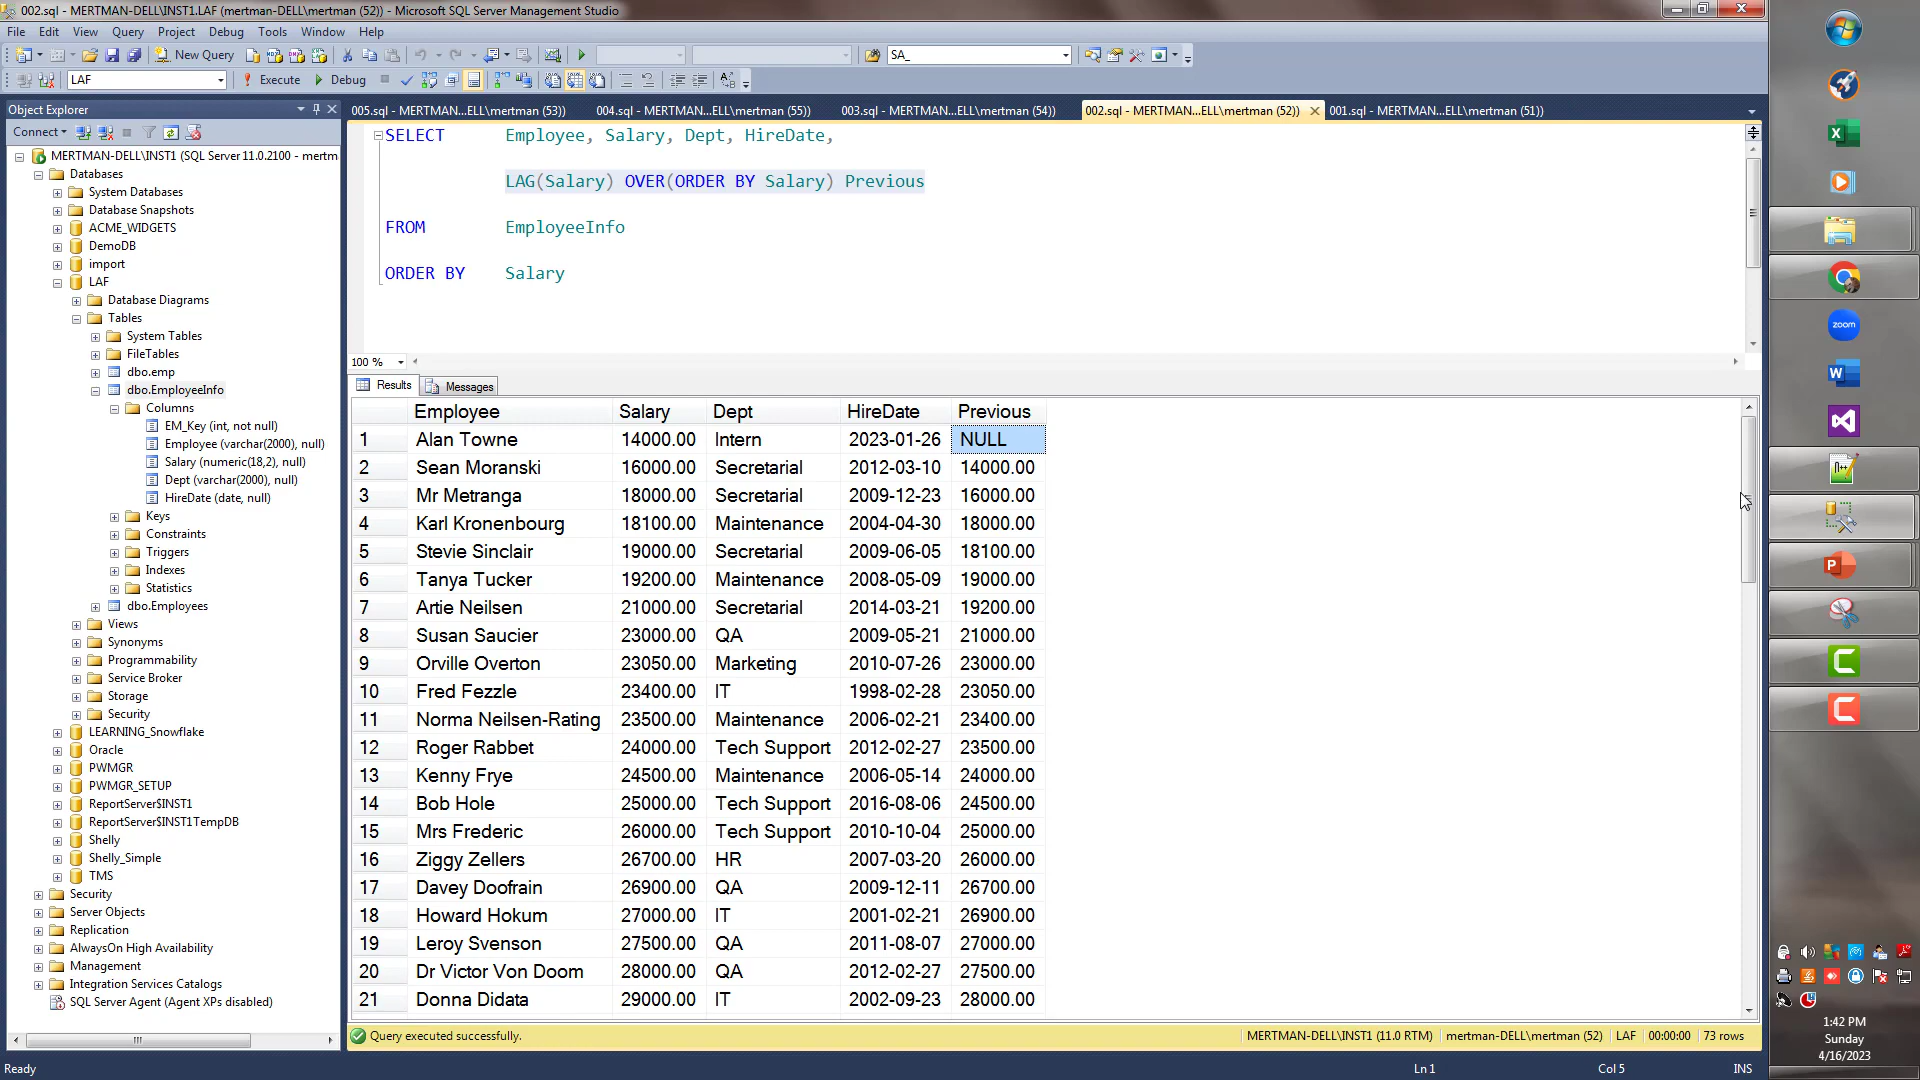 002.sql - MERTMAN-DELL\INST1.LAF (mertman-DELL\mertman (52)) - Microsoft SQL Server Management Studio
File Edit View Query Project Debug Tools Window Help
New Query SA_
LAF Execute Debug
Object Explorer
005.sql - MERTMAN...ELL\mertman (53)) 004.sql - MERTMAN...ELL\mertman (55)) 003.sql - MERTMAN...ELL\mertman (54)) 002.sql - MERTMAN...ELL\mertman (52)) 001.sql - MERTMAN...ELL\mertman (51))
Connect
MERTMAN-DELL\INST1 (SQL Server 11.0.2100 - mertm
Databases
System Databases
Database Snapshots
ACME_WIDGETS
DemoDB
import
LAF
Database Diagrams
Tables
System Tables
FileTables
dbo.emp
dbo.EmployeeInfo
Columns
EM_Key (int, not null)
Employee (varchar(2000), null)
Salary (numeric(18,2), null)
Dept (varchar(2000), null)
HireDate (date, null)
Keys
Constraints
Triggers
Indexes
Statistics
dbo.Employees
Views
Synonyms
Programmability
Service Broker
Storage
Security
LEARNING_Snowflake
Oracle
PWMGR
PWMGR_SETUP
ReportServer$INST1
ReportServer$INST1TempDB
Shelly
Shelly_Simple
TMS
Security
Server Objects
Replication
AlwaysOn High Availability
Management
Integration Services Catalogs
SQL Server Agent (Agent XPs disabled)
SELECT Employee, Salary, Dept, HireDate,
LAG(Salary) OVER(ORDER BY Salary) Previous
FROM EmployeeInfo
ORDER BY Salary
100 %
Results Messages
Employee Salary Dept HireDate Previous
1 Alan Towne 14000.00 Intern 2023-01-26 NULL
2 Sean Moranski 16000.00 Secretarial 2012-03-10 14000.00
3 Mr Metranga 18000.00 Secretarial 2009-12-23 16000.00
4 Karl Kronenbourg 18100.00 Maintenance 2004-04-30 18000.00
5 Stevie Sinclair 19000.00 Secretarial 2009-06-05 18100.00
6 Tanya Tucker 19200.00 Maintenance 2008-05-09 19000.00
7 Artie Neilsen 21000.00 Secretarial 2014-03-21 19200.00
8 Susan Saucier 23000.00 QA 2009-05-21 21000.00
9 Orville Overton 23050.00 Marketing 2010-07-26 23000.00
10 Fred Fezzle 23400.00 IT 1998-02-28 23050.00
11 Norma Neilsen-Rating 23500.00 Maintenance 2006-02-21 23400.00
12 Roger Rabbet 24000.00 Tech Support 2012-02-27 23500.00
13 Kenny Frye 24500.00 Maintenance 2006-05-14 24000.00
14 Bob Hole 25000.00 Tech Support 2016-08-06 24500.00
15 Mrs Frederic 26000.00 Tech Support 2010-10-04 25000.00
16 Ziggy Zellers 26700.00 HR 2007-03-20 26000.00
17 Davey Doofrain 26900.00 QA 2009-12-11 26700.00
18 Howard Hokum 27000.00 IT 2001-02-21 26900.00
19 Leroy Svenson 27500.00 QA 2011-08-07 27000.00
20 Dr Victor Von Doom 28000.00 QA 2012-02-27 27500.00
21 Donna Didata 29000.00 IT 2002-09-23 28000.00
Query executed successfully. MERTMAN-DELL\INST1 (11.0 RTM) mertman-DELL\mertman (52) LAF 00:00:00 73 rows
Ready Ln 1 Col 5 INS
zoom
1:42 PM
Sunday
4/16/2023